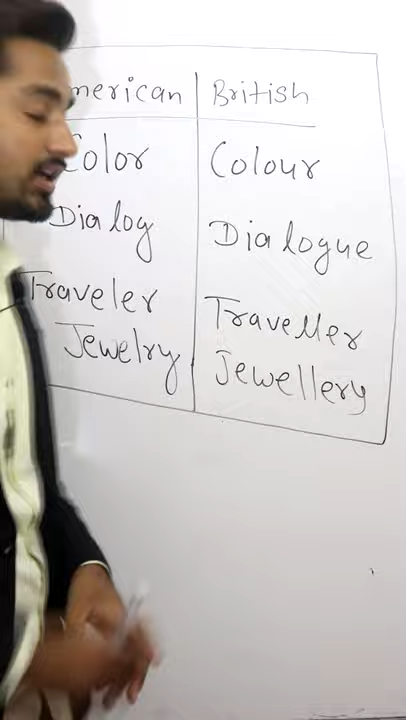 merican British
Color Colour
Dialog Dialogue
Traveler Traveller
Jewelry Jewellery